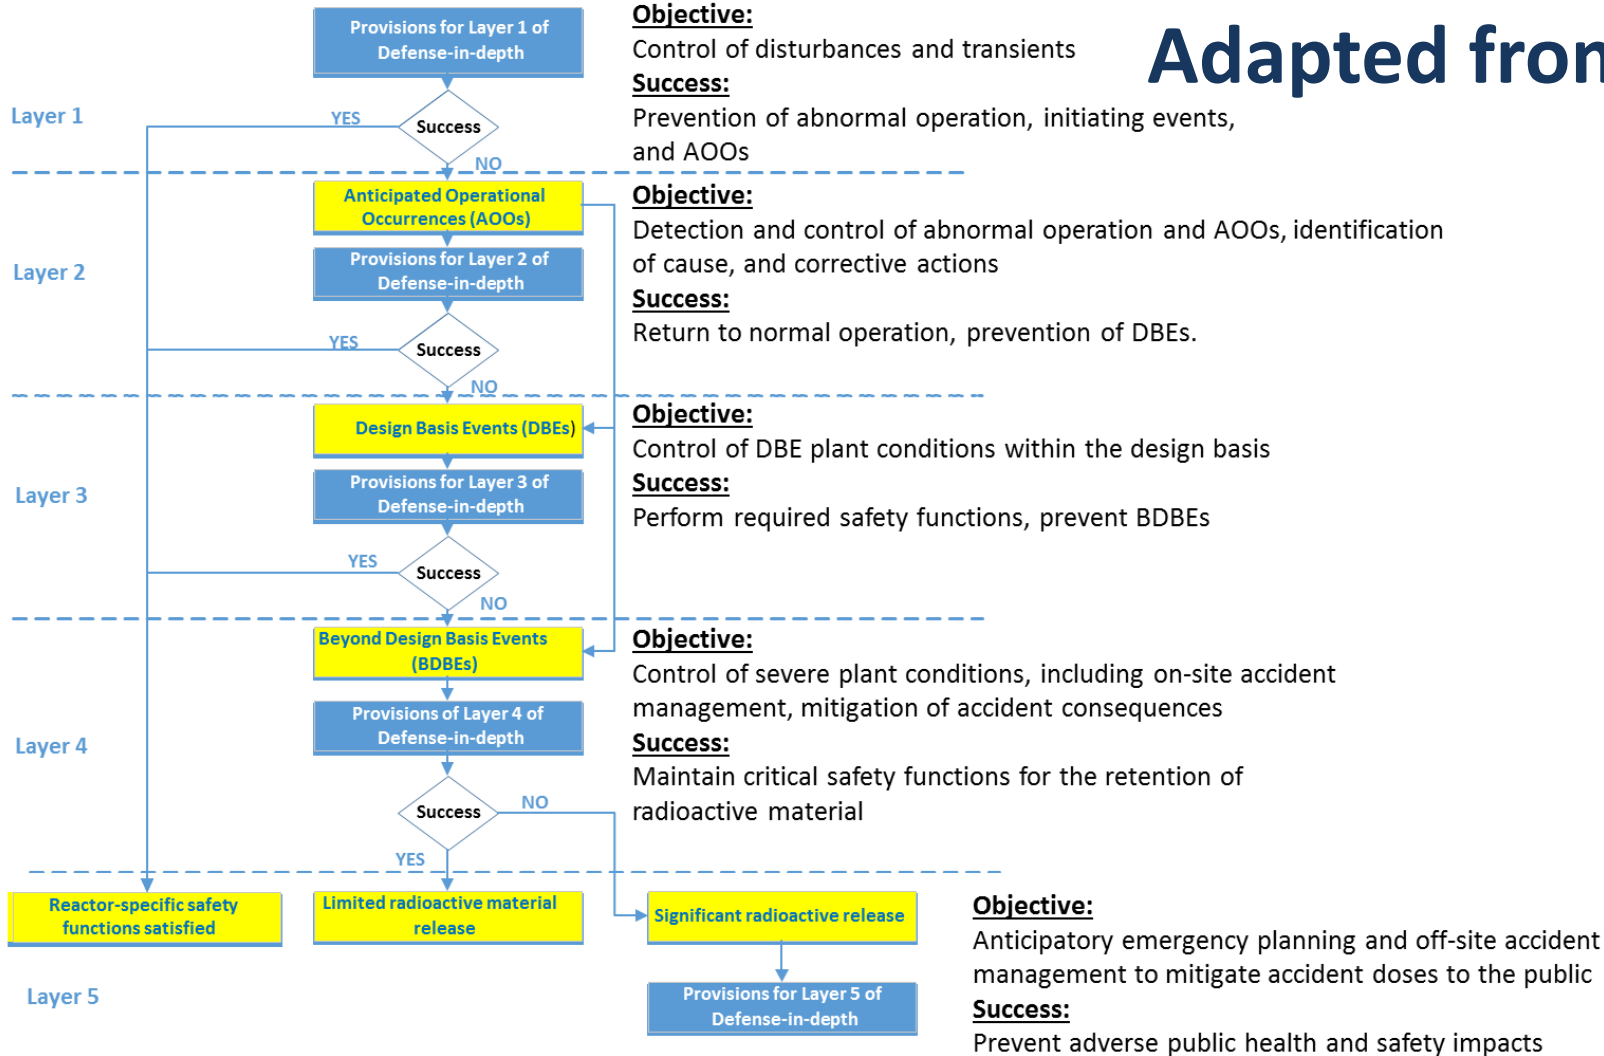 Provisions for Layer 1 of
Defense-in-depth
Objective:
Control of disturbances and transients
Success:
Prevention of abnormal operation, initiating events,
and AOOs
Adapted
Layer 1
YES
Success
NO
Anticipated Operational
Occurrences (AOOs)
Objective:
Detection and control of abnormal operation and AOOs, identification
of cause, and corrective actions
Success:
Return to normal operation, prevention of DBEs.
Layer 2
Provisions for Layer 2 of
Defense-in-depth
YES
Success
NO
Design Basis Events (DBEs)
Objective:
Control of DBE plant conditions within the design basis
Success:
Perform required safety functions, prevent BDBEs
Layer 3
Provisions for Layer 3 of
Defense-in-depth
YES
Success
NO
Beyond Design Basis Events
(BDBEs)
Objective:
Control of severe plant conditions, including on-site accident
management, mitigation of accident consequences
Success:
Maintain critical safety functions for the retention of
radioactive material
Layer 4
Provisions of Layer 4 of
Defense-in-depth
Success
NO
YES
Reactor-specific safety
functions satisfied
Limited radioactive material
release
Significant radioactive release
Objective:
Anticipatory emergency planning and off-site accident
management to mitigate accident doses to the public
Success:
Prevent adverse public health and safety impacts
Layer 5
Provisions for Layer 5 of
Defense-in-depth